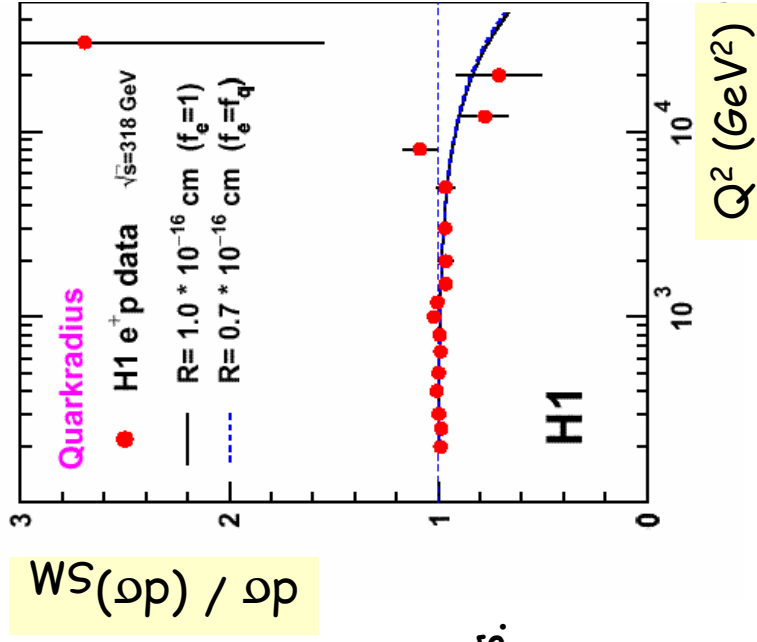 dσ / (dσ)SM
3
2
1
0
Quarkradius
H1 e⁺p data √s=318 GeV
R= 1.0 * 10⁻¹⁶ cm (fₑ=1)
R= 0.7 * 10⁻¹⁶ cm (fₑ=f_q)
H1
10³
10⁴
Q² (GeV²)